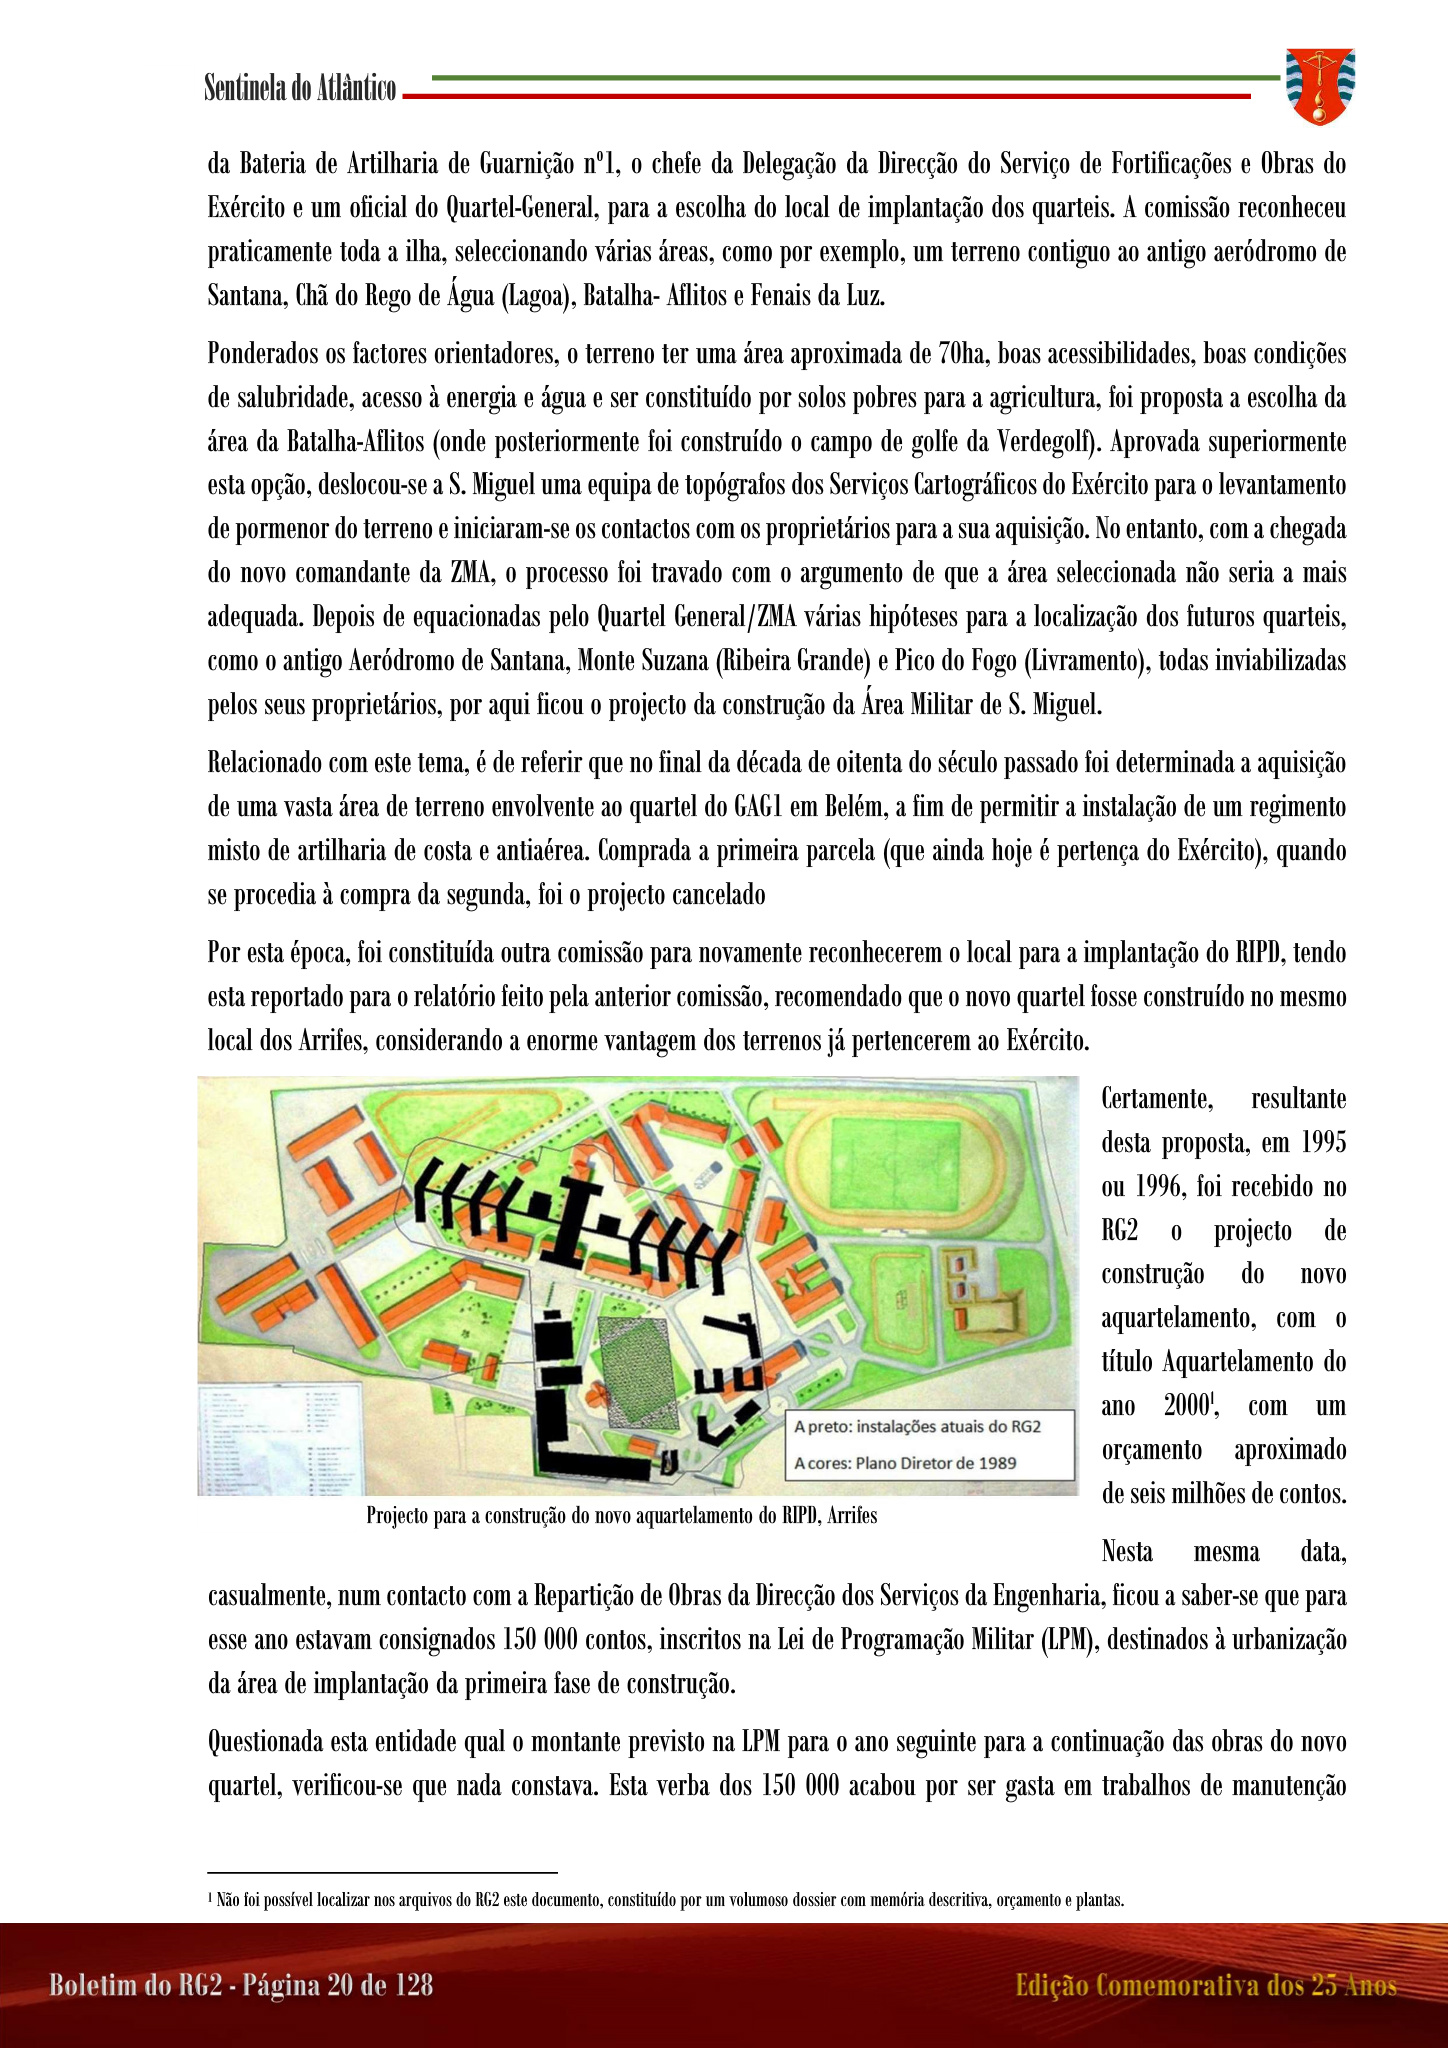 Sentinela do Atlântico
da Bateria de Artilharia de Guarnição nº1, o chefe da Delegação da Direcção do Serviço de Fortificações e Obras do
Exército e um oficial do Quartel-General, para a escolha do local de implantação dos quarteis. A comissão reconheceu
praticamente toda a ilha, seleccionando várias áreas, como por exemplo, um terreno contiguo ao antigo aeródromo de
Santana, Chã do Rego de Água (Lagoa), Batalha- Aflitos e Fenais da Luz.
Ponderados os factores orientadores, o terreno ter uma área aproximada de 70ha, boas acessibilidades, boas condições
de salubridade, acesso à energia e água e ser constituído por solos pobres para a agricultura, foi proposta a escolha da
área da Batalha-Aflitos (onde posteriormente foi construído o campo de golfe da Verdegolf). Aprovada superiormente
esta opção, deslocou-se a S. Miguel uma equipa de topógrafos dos Serviços Cartográficos do Exército para o levantamento
de pormenor do terreno e iniciaram-se os contactos com os proprietários para a sua aquisição. No entanto, com a chegada
do novo comandante da ZMA, o processo foi travado com o argumento de que a área seleccionada não seria a mais
adequada. Depois de equacionadas pelo Quartel General/ZMA várias hipóteses para a localização dos futuros quarteis,
como o antigo Aeródromo de Santana, Monte Suzana (Ribeira Grande) e Pico do Fogo (Livramento), todas inviabilizadas
pelos seus proprietários, por aqui ficou o projecto da construção da Área Militar de S. Miguel.
Relacionado com este tema, é de referir que no final da década de oitenta do século passado foi determinada a aquisição
de uma vasta área de terreno envolvente ao quartel do GAG1 em Belém, a fim de permitir a instalação de um regimento
misto de artilharia de costa e antiaérea. Comprada a primeira parcela (que ainda hoje é pertença do Exército), quando
se procedia à compra da segunda, foi o projecto cancelado
Por esta época, foi constituída outra comissão para novamente reconhecerem o local para a implantação do RIPD, tendo
esta reportado para o relatório feito pela anterior comissão, recomendado que o novo quartel fosse construído no mesmo
local dos Arrifes, considerando a enorme vantagem dos terrenos já pertencerem ao Exército.
A preto: instalações atuais do RG2
A cores: Plano Diretor de 1989
Projecto para a construção do novo aquartelamento do RIPD, Arrifes
Certamente, resultante
desta proposta, em 1995
ou 1996, foi recebido no
RG2 o projecto de
construção do novo
aquartelamento, com o
título Aquartelamento do
ano 2000¹, com um
orçamento aproximado
de seis milhões de contos.
Nesta mesma data,
casualmente, num contacto com a Repartição de Obras da Direcção dos Serviços da Engenharia, ficou a saber-se que para
esse ano estavam consignados 150 000 contos, inscritos na Lei de Programação Militar (LPM), destinados à urbanização
da área de implantação da primeira fase de construção.
Questionada esta entidade qual o montante previsto na LPM para o ano seguinte para a continuação das obras do novo
quartel, verificou-se que nada constava. Esta verba dos 150 000 acabou por ser gasta em trabalhos de manutenção
¹ Não foi possível localizar nos arquivos do RG2 este documento, constituído por um volumoso dossier com memória descritiva, orçamento e plantas.
Boletim do RG2 - Página 20 de 128
Edição Comemorativa dos 25 Anos